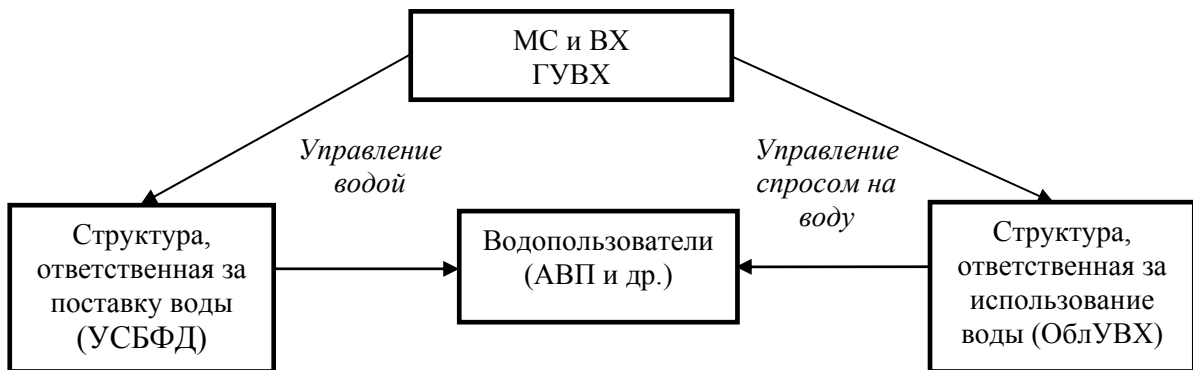 МС и ВХ
ГУВХ
Управление
водой
Управление
спросом на
воду
Структура,
ответственная за
поставку воды
(УСБФД)
Водопользователи
(АВП и др.)
Структура,
ответственная за
использование
воды (ОблУВХ)